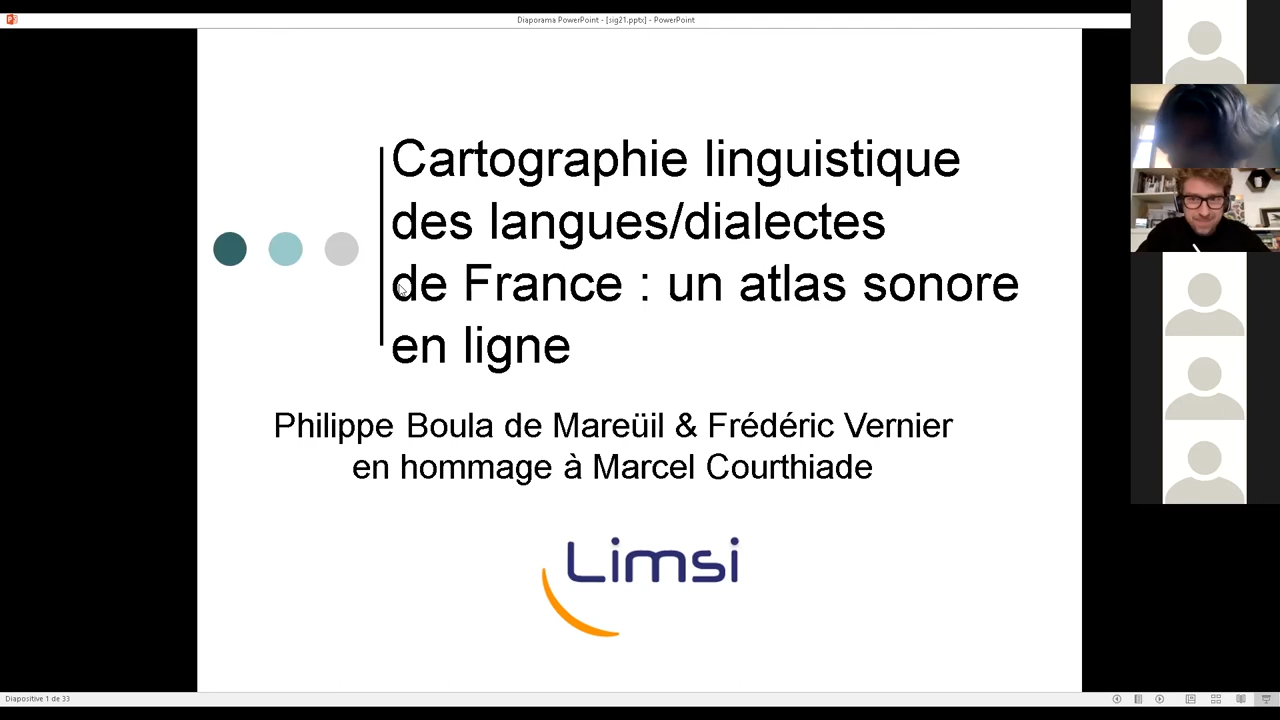 Diaporama PowerPoint - [sig21.pptx] - PowerPoint
Cartographie linguistique
des langues/dialectes
de France : un atlas sonore
en ligne
Philippe Boula de Mareüil & Frédéric Vernier
en hommage à Marcel Courthiade
Limsi
Diapositive 1 de 33